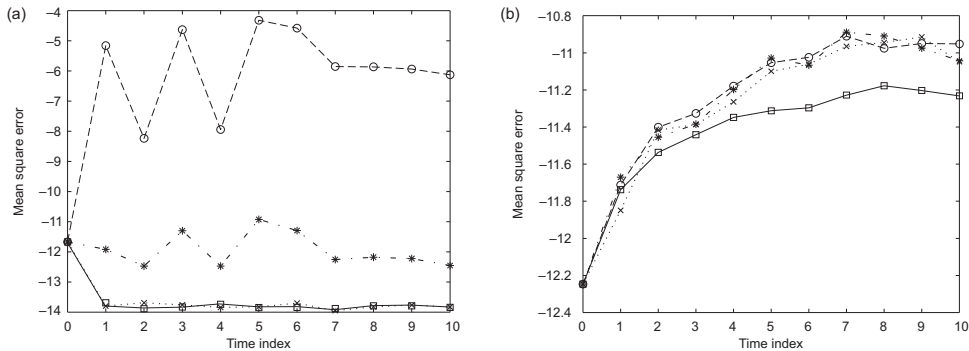 (a)
Mean square error
−4
−5
−6
−7
−8
−9
−10
−11
−12
−13
−14
0 1 2 3 4 5 6 7 8 9 10
Time index
(b)
Mean square error
−10.8
−11
−11.2
−11.4
−11.6
−11.8
−12
−12.2
−12.4
0 1 2 3 4 5 6 7 8 9 10
Time index